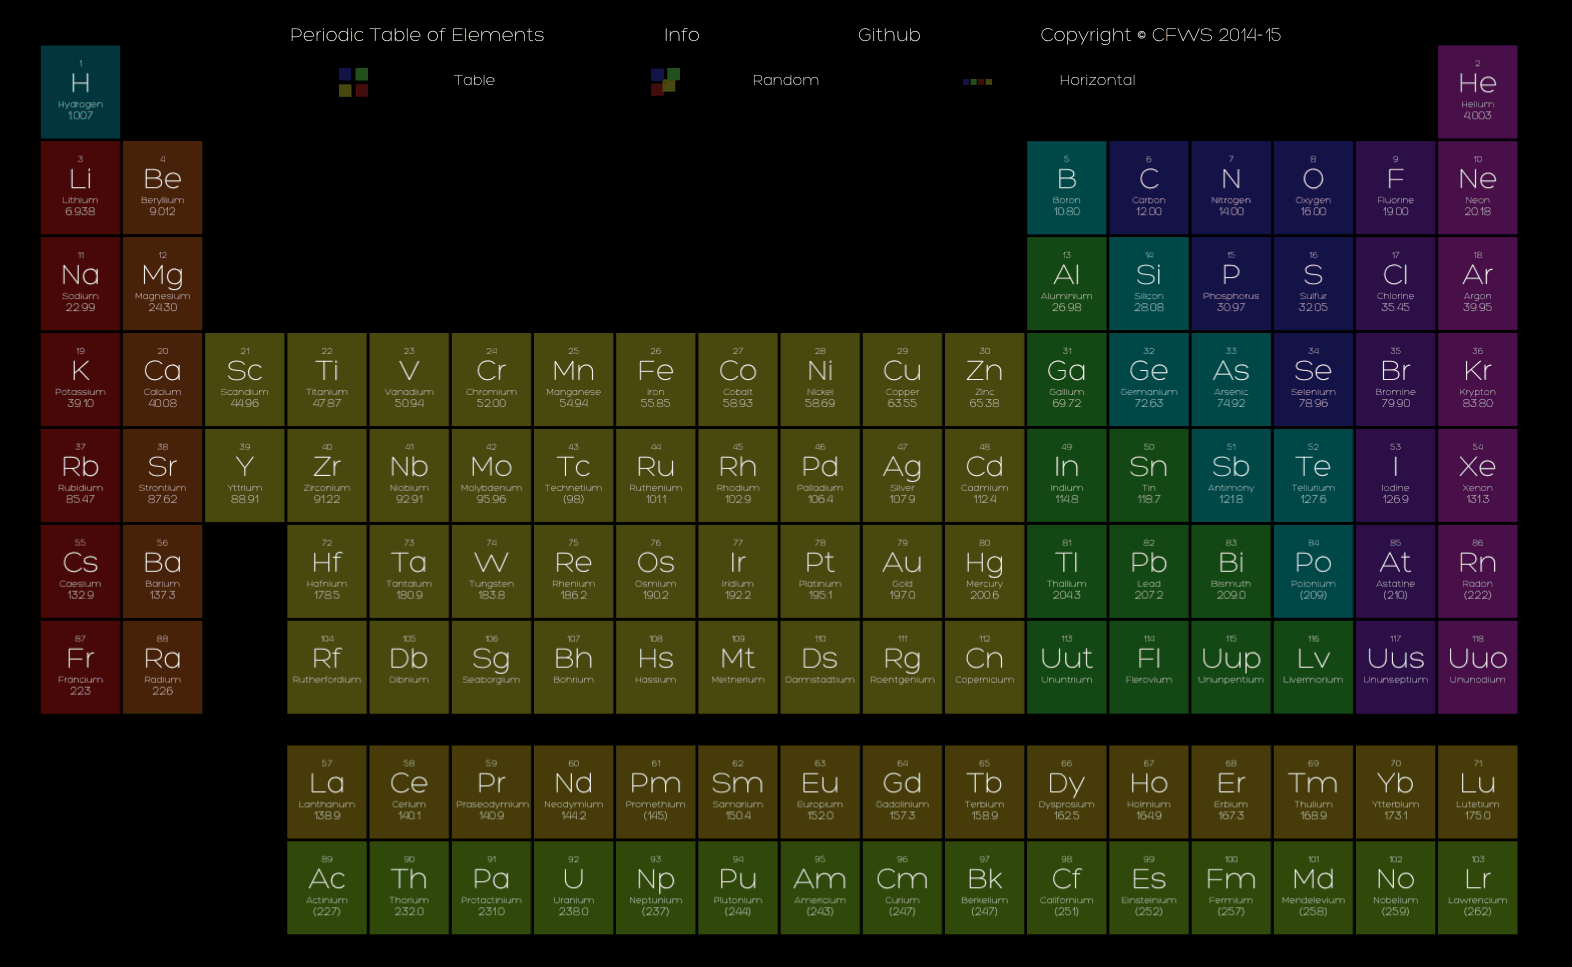 Periodic Table of Elements Info Github Copyright © CFWS 2014-15
Table Random Horizontal
1 2
H He
Hydrogen Helium
1.007 4.003
3 4 5 6 7 8 9 10
Li Be B C N O F Ne
Lithium Beryllium Boron Carbon Nitrogen Oxygen Fluorine Neon
6.938 9.012 10.80 12.00 14.00 16.00 19.00 20.18
11 12 13 14 15 16 17 18
Na Mg Al Si P S Cl Ar
Sodium Magnesium Aluminium Silicon Phosphorus Sulfur Chlorine Argon
22.99 24.30 26.98 28.08 30.97 32.05 35.45 39.95
19 20 21 22 23 24 25 26 27 28 29 30 31 32 33 34 35 36
K Ca Sc Ti V Cr Mn Fe Co Ni Cu Zn Ga Ge As Se Br Kr
Potassium Calcium Scandium Titanium Vanadium Chromium Manganese Iron Cobalt Nickel Copper Zinc Gallium Germanium Arsenic Selenium Bromine Krypton
39.10 40.08 44.96 47.87 50.94 52.00 54.94 55.85 58.93 58.69 63.55 65.38 69.72 72.63 74.92 78.96 79.90 83.80
37 38 39 40 41 42 43 44 45 46 47 48 49 50 51 52 53 54
Rb Sr Y Zr Nb Mo Tc Ru Rh Pd Ag Cd In Sn Sb Te I Xe
Rubidium Strontium Yttrium Zirconium Niobium Molybdenum Technetium Ruthenium Rhodium Palladium Silver Cadmium Indium Tin Antimony Tellurium Iodine Xenon
85.47 87.62 88.91 91.22 92.91 95.96 (98) 101.1 102.9 106.4 107.9 112.4 114.8 118.7 121.8 127.6 126.9 131.3
55 56 72 73 74 75 76 77 78 79 80 81 82 83 84 85 86
Cs Ba Hf Ta W Re Os Ir Pt Au Hg Tl Pb Bi Po At Rn
Caesium Barium Hafnium Tantalum Tungsten Rhenium Osmium Iridium Platinum Gold Mercury Thallium Lead Bismuth Polonium Astatine Radon
132.9 137.3 178.5 180.9 183.8 186.2 190.2 192.2 195.1 197.0 200.6 204.3 207.2 209.0 (209) (210) (222)
87 88 104 105 106 107 108 109 110 111 112 113 114 115 116 117 118
Fr Ra Rf Db Sg Bh Hs Mt Ds Rg Cn Uut Fl Uup Lv Uus Uuo
Francium Radium Rutherfordium Dibnium Seaborgium Bohrium Hassium Meitnerium Darmstadtium Roentgenium Copernicium Ununtrium Flerovium Ununpentium Livermorium Ununseptium Ununodium
223 226
57 58 59 60 61 62 63 64 65 66 67 68 69 70 71
La Ce Pr Nd Pm Sm Eu Gd Tb Dy Ho Er Tm Yb Lu
Lanthanum Cerium Praseodymium Neodymium Promethium Samarium Europium Gadolinium Terbium Dysprosium Holmium Erbium Thulium Ytterbium Lutetium
138.9 140.1 140.9 144.2 (145) 150.4 152.0 157.3 158.9 162.5 164.9 167.3 168.9 173.1 175.0
89 90 91 92 93 94 95 96 97 98 99 100 101 102 103
Ac Th Pa U Np Pu Am Cm Bk Cf Es Fm Md No Lr
Actinium Thorium Protactinium Uranium Neptunium Plutonium Americium Curium Berkelium Californium Einsteinium Fermium Mendelevium Nobelium Lawrencium
(227) 232.0 231.0 238.0 (237) (244) (243) (247) (247) (251) (252) (257) (258) (259) (262)